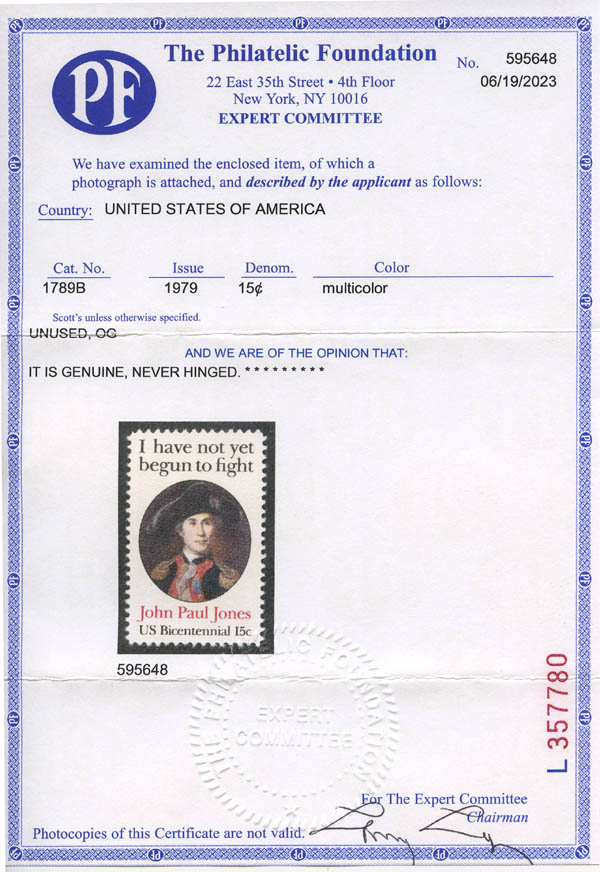 PF
The Philatelic Foundation
No. 595648
22 East 35th Street • 4th Floor
06/19/2023
New York, NY 10016
EXPERT COMMITTEE
We have examined the enclosed item, of which a
photograph is attached, and described by the applicant as follows:
Country: UNITED STATES OF AMERICA
Cat. No. Issue Denom. Color
1789B 1979 15¢ multicolor
Scott's unless otherwise specified.
UNUSED, OG
AND WE ARE OF THE OPINION THAT:
IT IS GENUINE, NEVER HINGED. * * * * * * * * *
I have not yet
begun to fight
John Paul Jones
US Bicentennial 15c
595648
THE PHILATELIC FOUNDATION
EXPERT
COMMITTEE
L 357780
For The Expert Committee
Chairman
Photocopies of this Certificate are not valid.